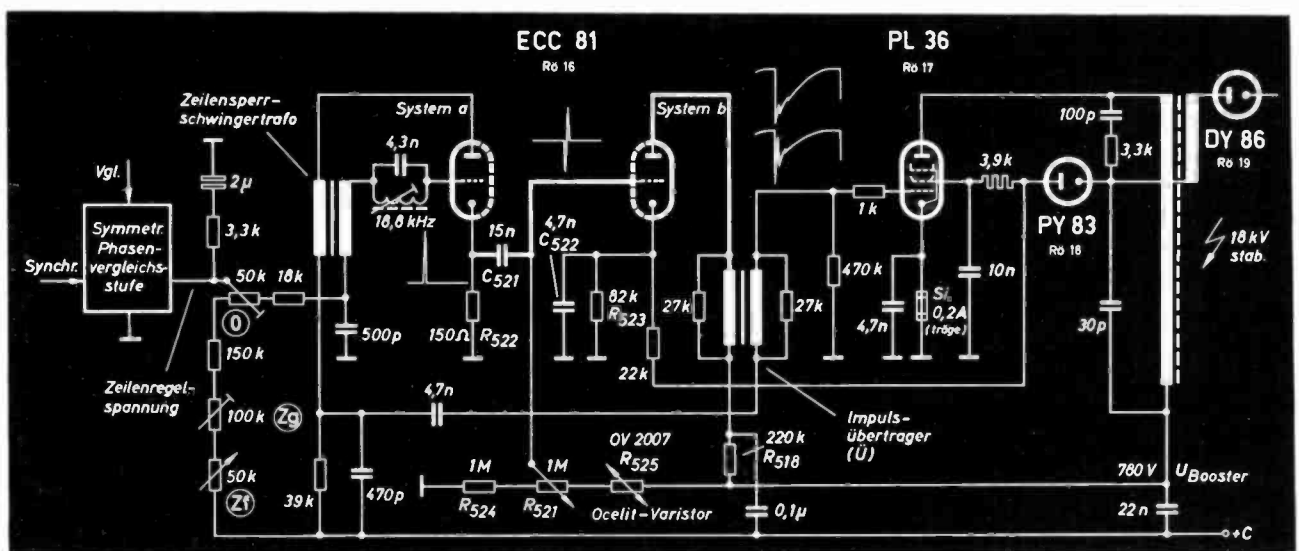 ECC 81
Rö 16
PL 36
Rö 17
Zeilensperr-
schwingertrafo
System a
System b
4,3n
18,8 kHz
100p
3,3k
DY 86
Rö 19
Vgl.
2µ
3,3k
3,9k
PY 83
Rö 18
18kV
stab.
Symmetr.
Phasen-
vergleichs-
stufe
Synchr.
50k
18k
O
15n
C521
4,7n
C522
1k
470k
10n
27k
27k
82k
R523
4,7n
Si.
0,2A
(träge)
30p
500p
150Ω
R522
22k
150k
Zeilenregel-
spannung
100k
Zg
4,7n
Impuls-
übertrager
(Ü)
50k
Zf
39k
470p
1M
R524
1M
R521
OV 2007
R525
Ocelit-Varistor
220k
R518
0,1µ
780 V
UBooster
22n
+C